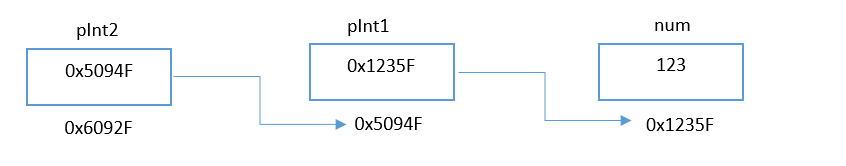 pInt2
pInt1
num
0x5094F
0x1235F
123
0x6092F
0x5094F
0x1235F